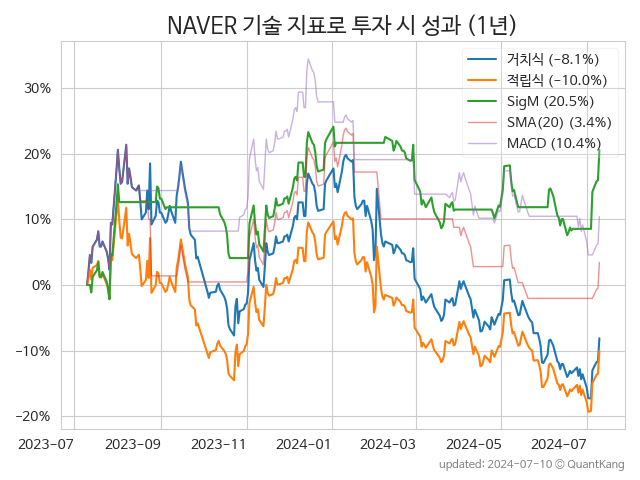 NAVER 기술 지표로 투자 시 성과 (1년)
거치식 (−8.1%)
적립식 (−10.0%)
SigM (20.5%)
SMA(20) (3.4%)
MACD (10.4%)
30%
20%
10%
0%
−10%
−20%
2023-07
2023-09
2023-11
2024-01
2024-03
2024-05
2024-07
updated: 2024-07-10 © QuantKang